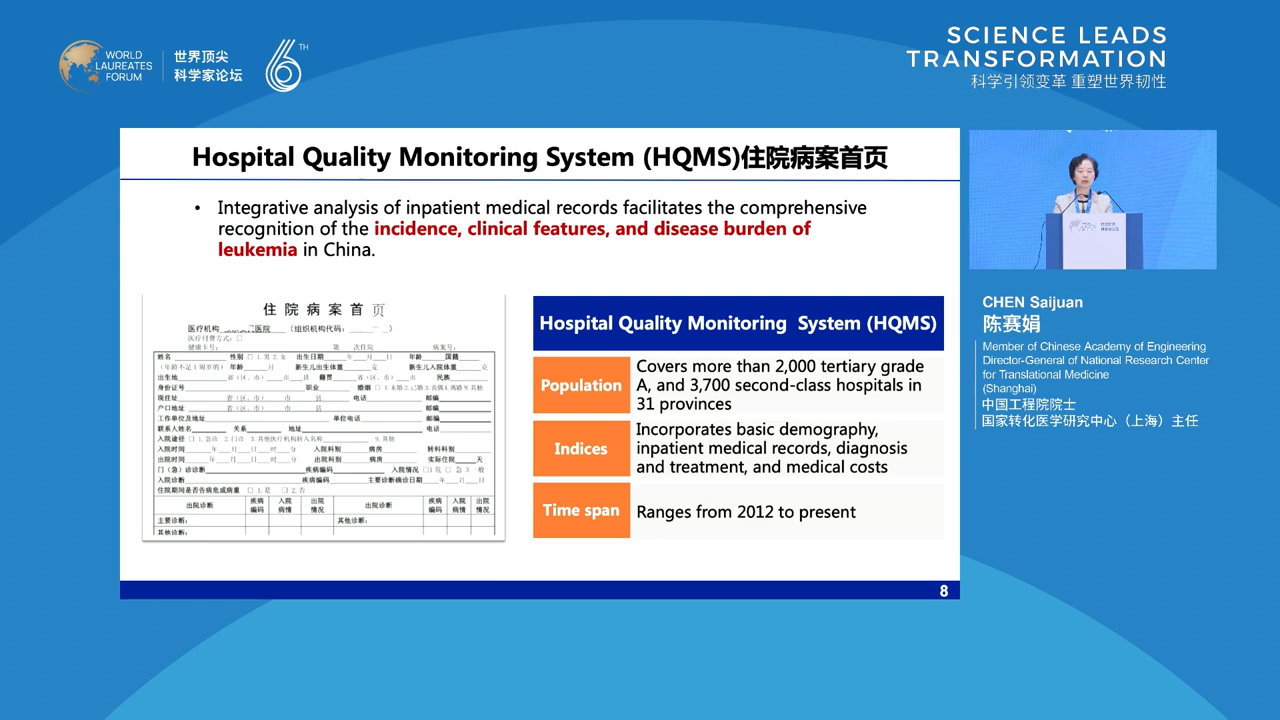 WORLD
LAUREATES
FORUM
世界顶尖
科学家论坛
6TH
SCIENCE LEADS
TRANSFORMATION
科学引领变革 重塑世界韧性
Hospital Quality Monitoring System (HQMS)住院病案首页
• Integrative analysis of inpatient medical records facilitates the comprehensive
recognition of the incidence, clinical features, and disease burden of
leukemia in China.
住 院 病 案 首 页
医疗机构 医院 （组织机构代码： ）
医疗付费方式：□
健康卡号： 第 次住院 病案号：
姓名 性别 □ 1.男 2.女 出生日期 年 月 日 年龄 国籍
（年龄不足1周岁的）年龄 月 新生儿出生体重 克 新生儿入院体重 克
出生地 省（区、市） 市 县 籍贯 省（区、市） 市 民族
身份证号 职业 婚姻 □ 1.未婚 2.已婚 3.丧偶 4.离婚 9.其他
现住址 省（区、市） 市 县 电话 邮编
户口地址 省（区、市） 市 县 邮编
工作单位及地址 单位电话 邮编
联系人姓名 关系 地址 电话
入院途径 □ 1.急诊 2.门诊 3.其他医疗机构转入名称 9.其他
入院时间 年 月 日 时 分 入院科别 病房 转科科别
出院时间 年 月 日 时 分 出院科别 病房 实际住院 天
门（急）诊诊断 疾病编码 入院情况 □1 危 □ 急 3 般
入院诊断 疾病编码 主要诊断确诊日期 年 月 日
住院期间是否告病危或病重 □ 1.是 □ 2.否
出院诊断 疾病编码 入院病情 出院情况 出院诊断 疾病编码 入院病情 出院情况
主要诊断： 其他诊断：
其他诊断：
Hospital Quality Monitoring System (HQMS)
Population
Covers more than 2,000 tertiary grade
A, and 3,700 second-class hospitals in
31 provinces
Indices
Incorporates basic demography,
inpatient medical records, diagnosis
and treatment, and medical costs
Time span
Ranges from 2012 to present
8
CHEN Saijuan
陈赛娟
Member of Chinese Academy of Engineering
Director-General of National Research Center
for Translational Medicine
(Shanghai)
中国工程院院士
国家转化医学研究中心（上海）主任